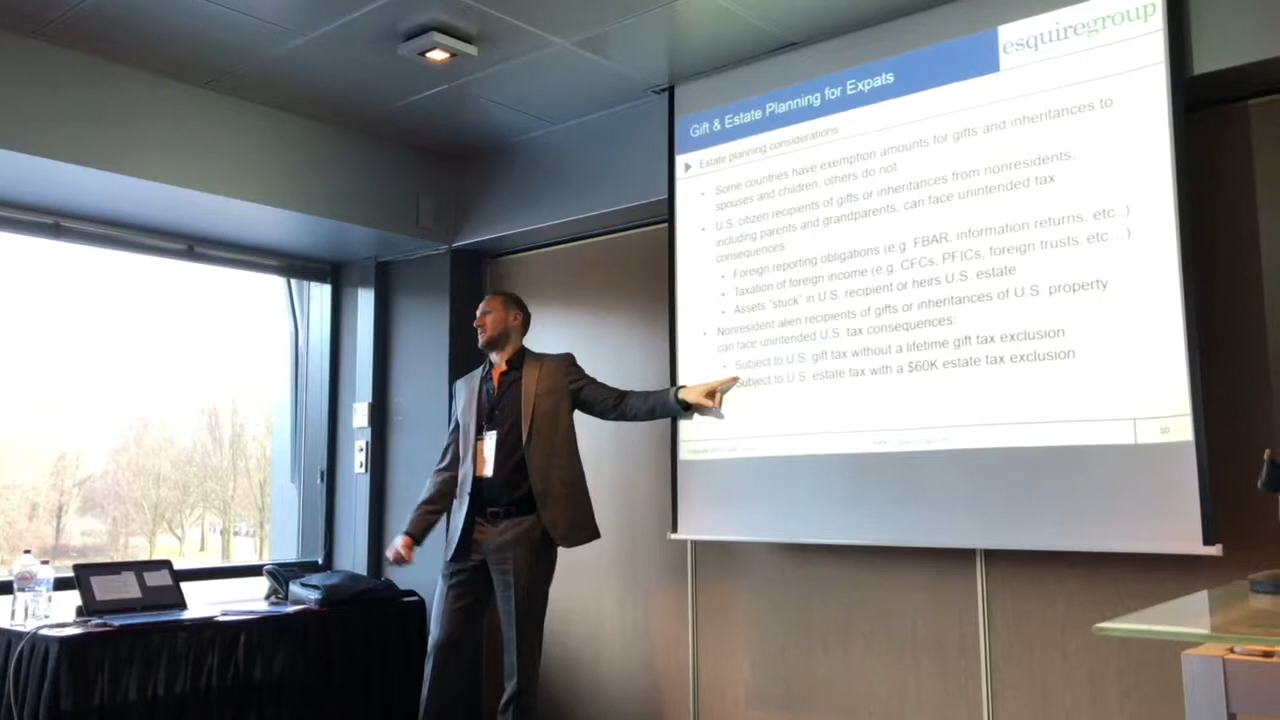 esquiregroup
Gift & Estate Planning for Expats
Estate planning considerations
Some countries have exemption amounts for gifts and inheritances to
spouses and children, others do not
U.S. citizen recipients of gifts or inheritances from nonresidents,
including parents and grandparents, can face unintended tax
consequences:
Foreign reporting obligations (e.g. FBAR, information returns, etc..)
Taxation of foreign income (e.g. CFCs, PFICs, foreign trusts, etc...)
Assets "stuck" in U.S. recipient or heirs U.S. estate
Nonresident alien recipients of gifts or inheritances of U.S. property
can face unintended U.S. tax consequences:
Subject to U.S. gift tax without a lifetime gift tax exclusion
Subject to U.S. estate tax with a $60K estate tax exclusion
10